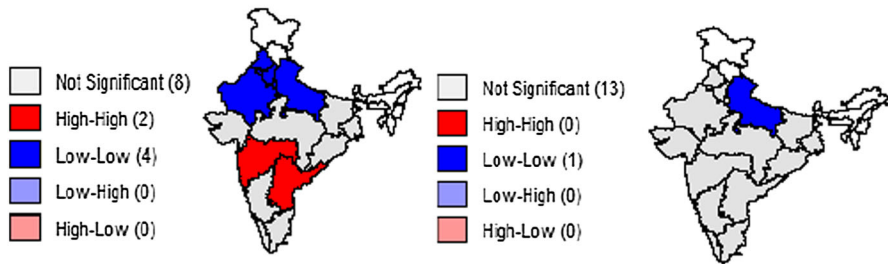 Not Significant (8)
High-High (2)
Low-Low (4)
Low-High (0)
High-Low (0)
Not Significant (13)
High-High (0)
Low-Low (1)
Low-High (0)
High-Low (0)